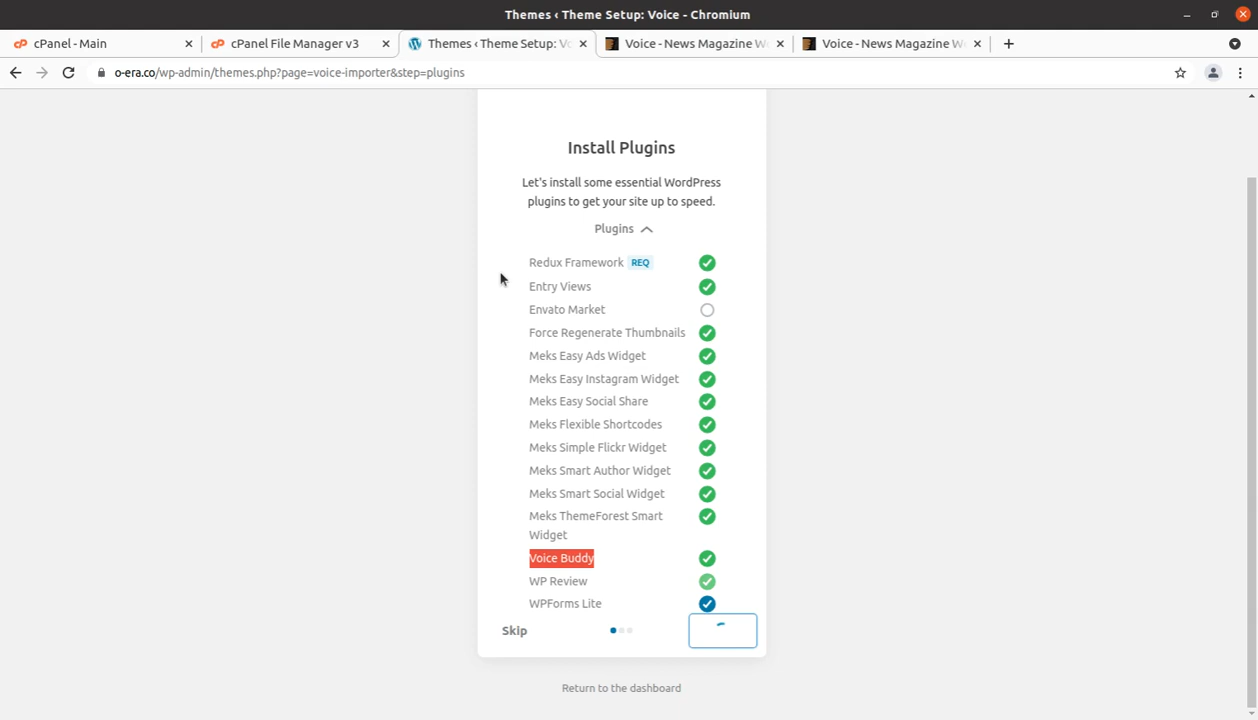 Themes ‹ Theme Setup: Voice - Chromium
cPanel - Main
cPanel File Manager v3
Themes ‹ Theme Setup: Vo
Voice - News Magazine W
Voice - News Magazine W
o-era.co/wp-admin/themes.php?page=voice-importer&step=plugins
Install Plugins
Let's install some essential WordPress
plugins to get your site up to speed.
Plugins
Redux Framework REQ
Entry Views
Envato Market
Force Regenerate Thumbnails
Meks Easy Ads Widget
Meks Easy Instagram Widget
Meks Easy Social Share
Meks Flexible Shortcodes
Meks Simple Flickr Widget
Meks Smart Author Widget
Meks Smart Social Widget
Meks ThemeForest Smart
Widget
Voice Buddy
WP Review
WPForms Lite
Skip
Return to the dashboard